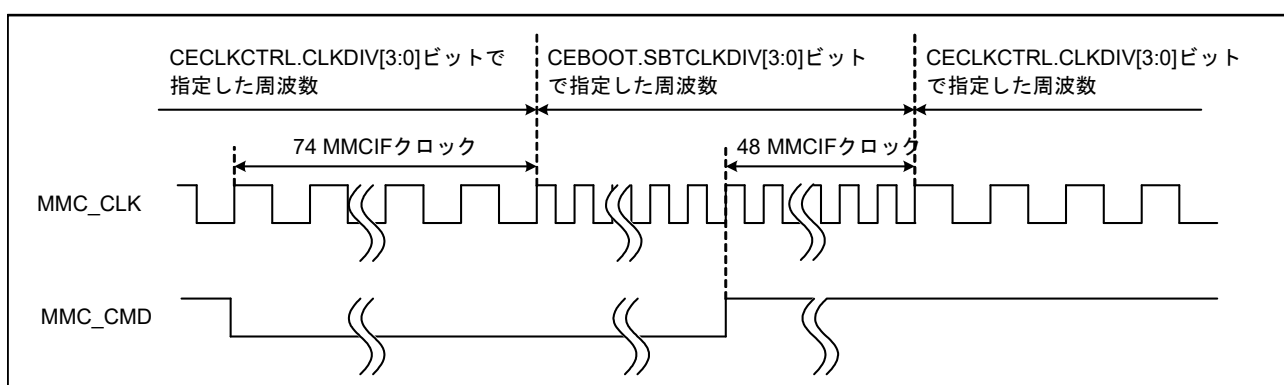 CECLKCTRL.CLKDIV[3:0]ビットで
指定した周波数
CEBOOT.SBTCLKDIV[3:0]ビット
で指定した周波数
CECLKCTRL.CLKDIV[3:0]ビット
で指定した周波数
74 MMCIFクロック
48 MMCIFクロック
MMC_CLK
MMC_CMD